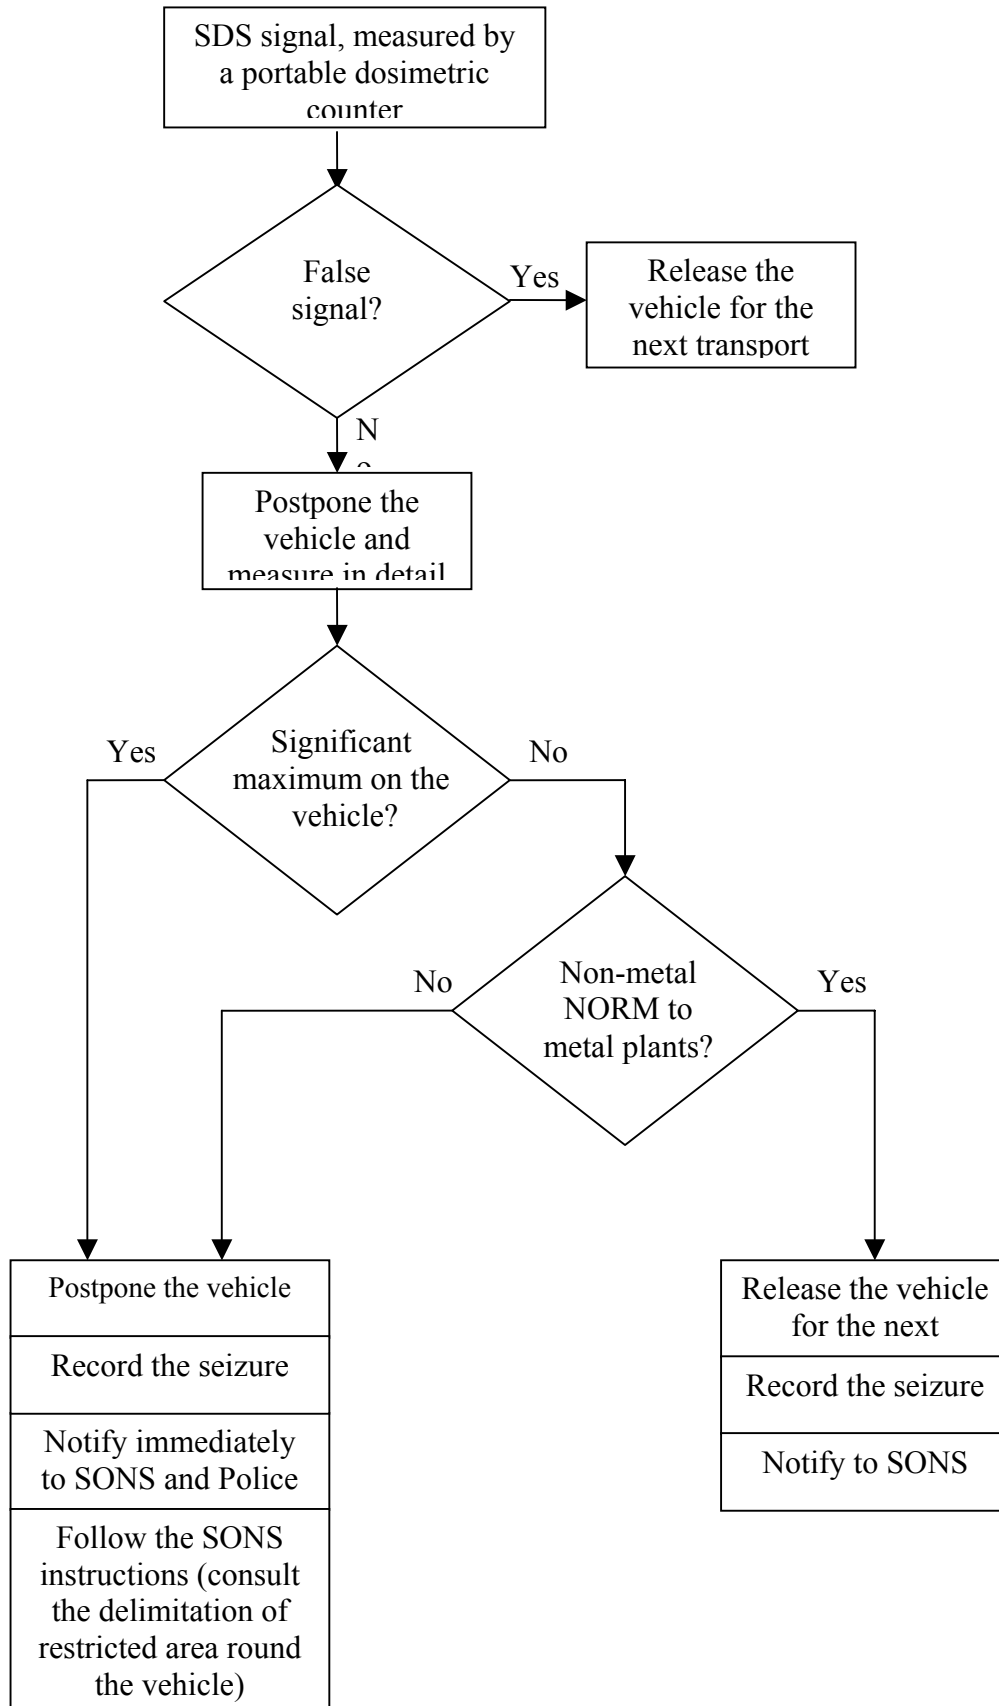 SDS signal, measured by
a portable dosimetric
counter
False
signal?
Yes
Release the
vehicle for the
next transport
No
Postpone the
vehicle and
measure in detail
Significant
maximum on the
vehicle?
Yes
No
Non-metal
NORM to
metal plants?
No
Yes
Postpone the vehicle
Record the seizure
Notify immediately
to SONS and Police
Follow the SONS
instructions (consult
the delimitation of
restricted area round
the vehicle)
Release the vehicle
for the next
Record the seizure
Notify to SONS